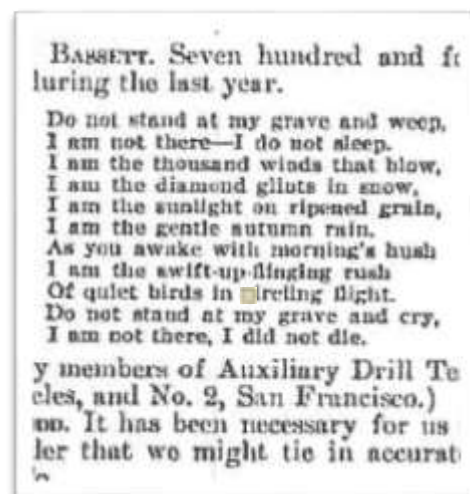 BASSETT. Seven hundred and fo
luring the last year.
Do not stand at my grave and weep,
I am not there—I do not sleep.
I am the thousand winds that blow,
I am the diamond glints in snow,
I am the sunlight on ripened grain,
I am the gentle autumn rain.
As you awake with morning's hush
I am the swift-up-flinging rush
Of quiet birds in ircling flight.
Do not stand at my grave and cry,
I am not there, I did not die.
y members of Auxiliary Drill Te
cles, and No. 2, San Francisco.)
It has been necessary for us
ler that we might tie in accurat